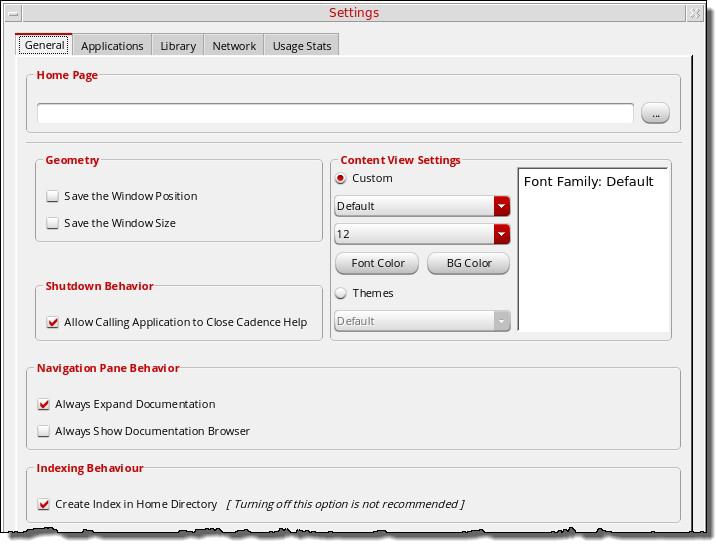 Settings
General Applications Library Network Usage Stats
Home Page
...
Geometry
Save the Window Position
Save the Window Size
Shutdown Behavior
Allow Calling Application to Close Cadence Help
Content View Settings
Custom
Default
12
Font Color BG Color
Themes
Default
Font Family: Default
Navigation Pane Behavior
Always Expand Documentation
Always Show Documentation Browser
Indexing Behaviour
Create Index in Home Directory [ Turning off this option is not recommended ]